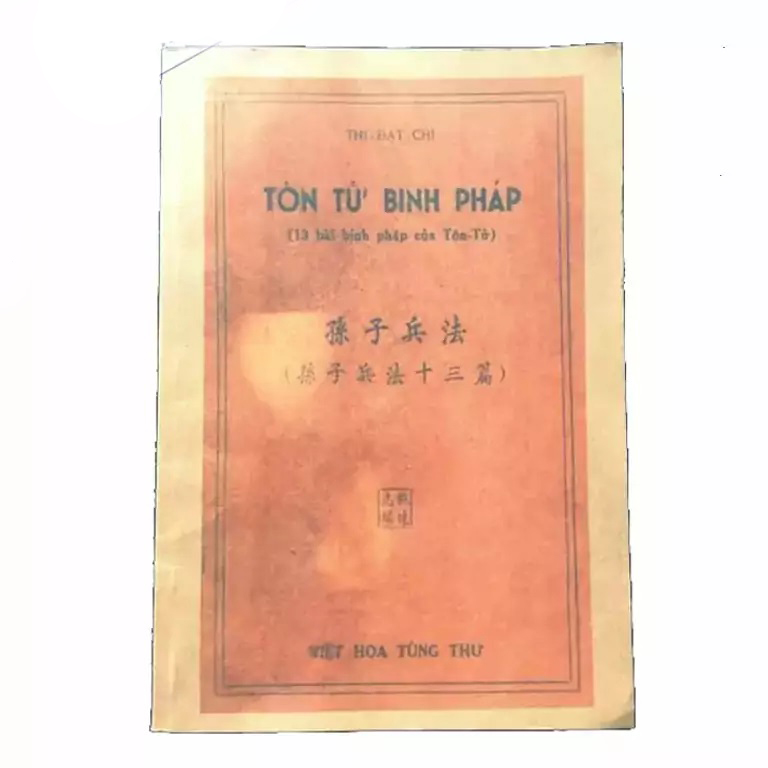 THI-ĐẠT CHÍ
TÔN TỬ BINH PHÁP
(13 bài binh pháp của Tôn-Tử)
孫子兵法
(孫子兵法十三篇)
VIỆT HOA TÙNG THƯ